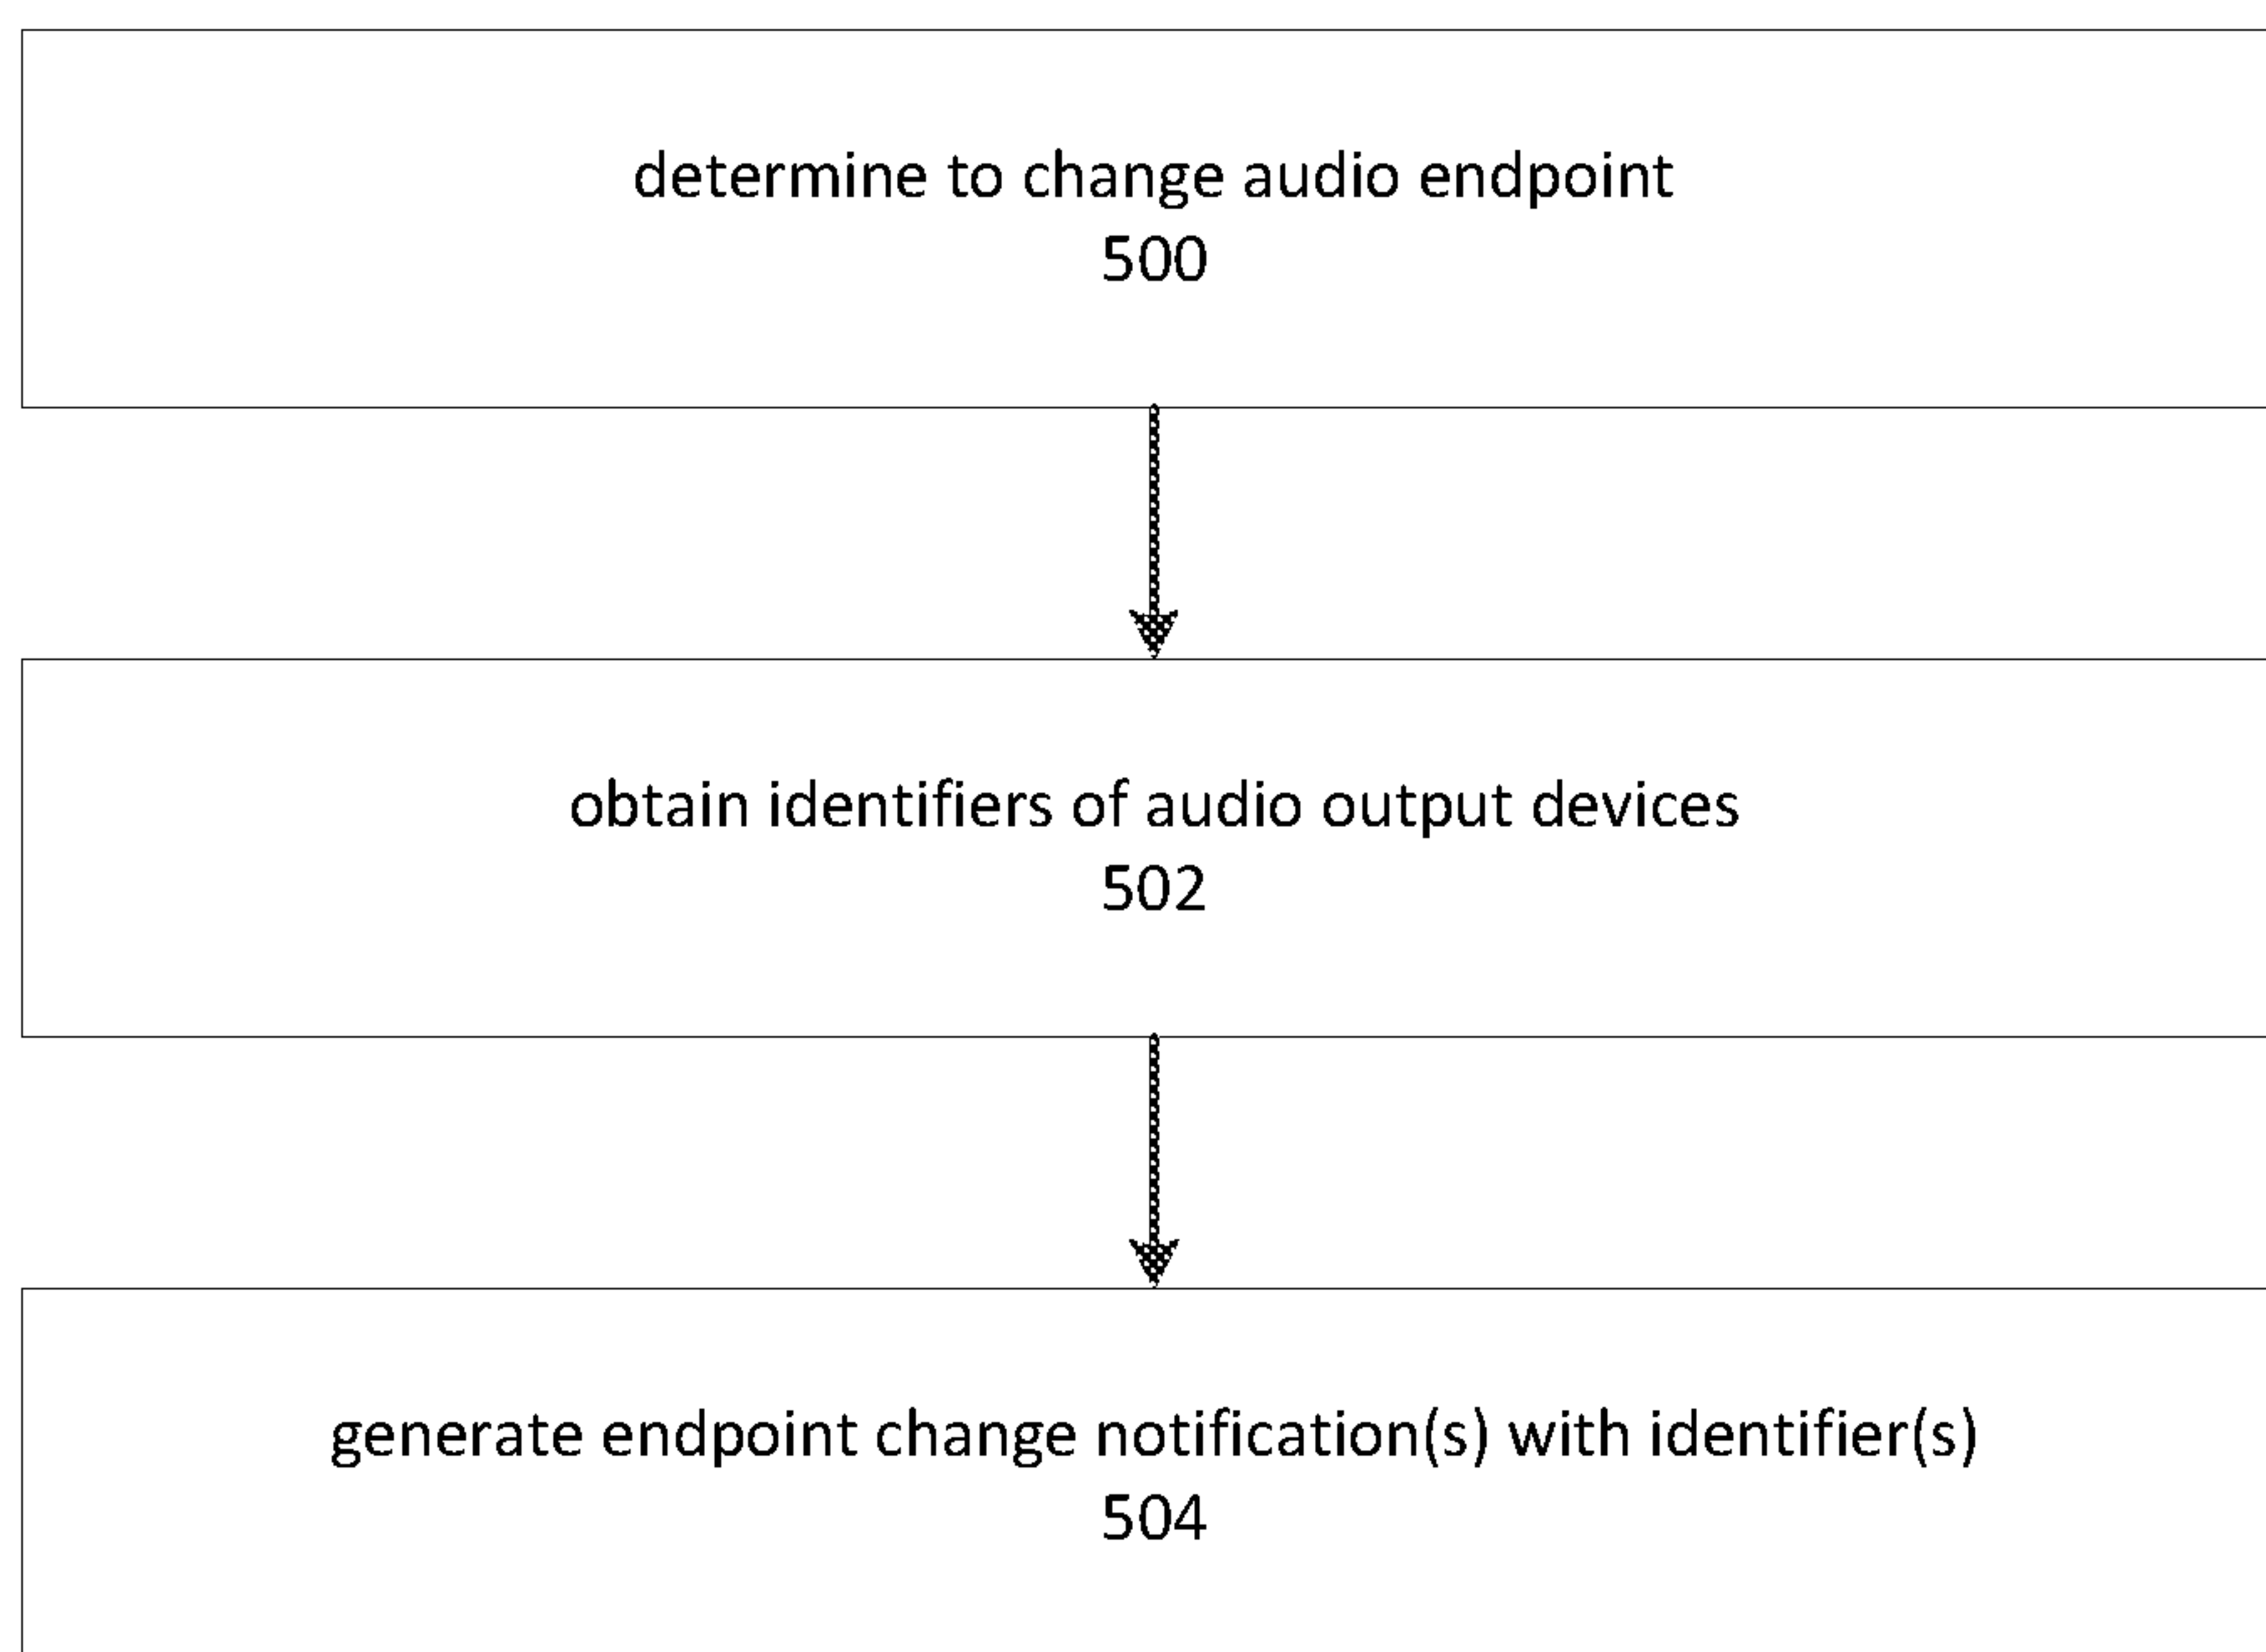 determine to change audio endpoint
500
obtain identifiers of audio output devices
502
generate endpoint change notification(s) with identifier(s)
504